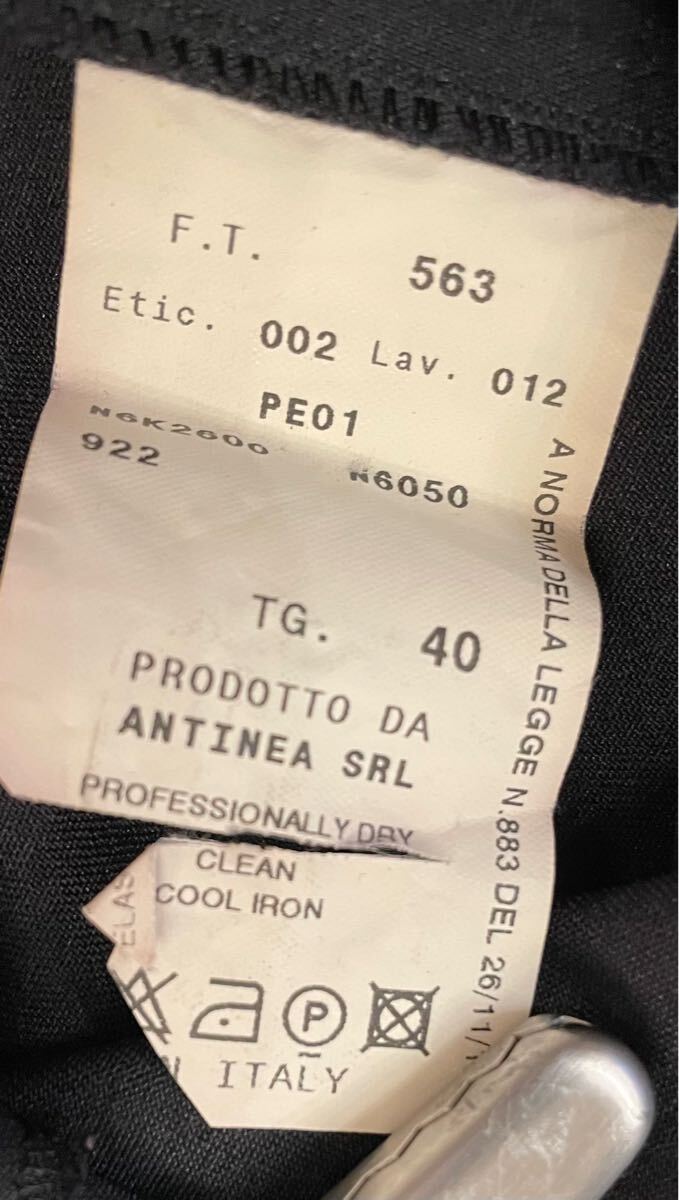 F.T. 563
Etic. 002 Lav. 012
PE01
N6K2600
922 N6050
TG. 40
PRODOTTO DA
ANTINEA SRL
PROFESSIONALLY DRY
CLEAN
COOL IRON
P
ITALY
A NORMA DELLA LEGGE N.883 DEL 26/11/
ELAS